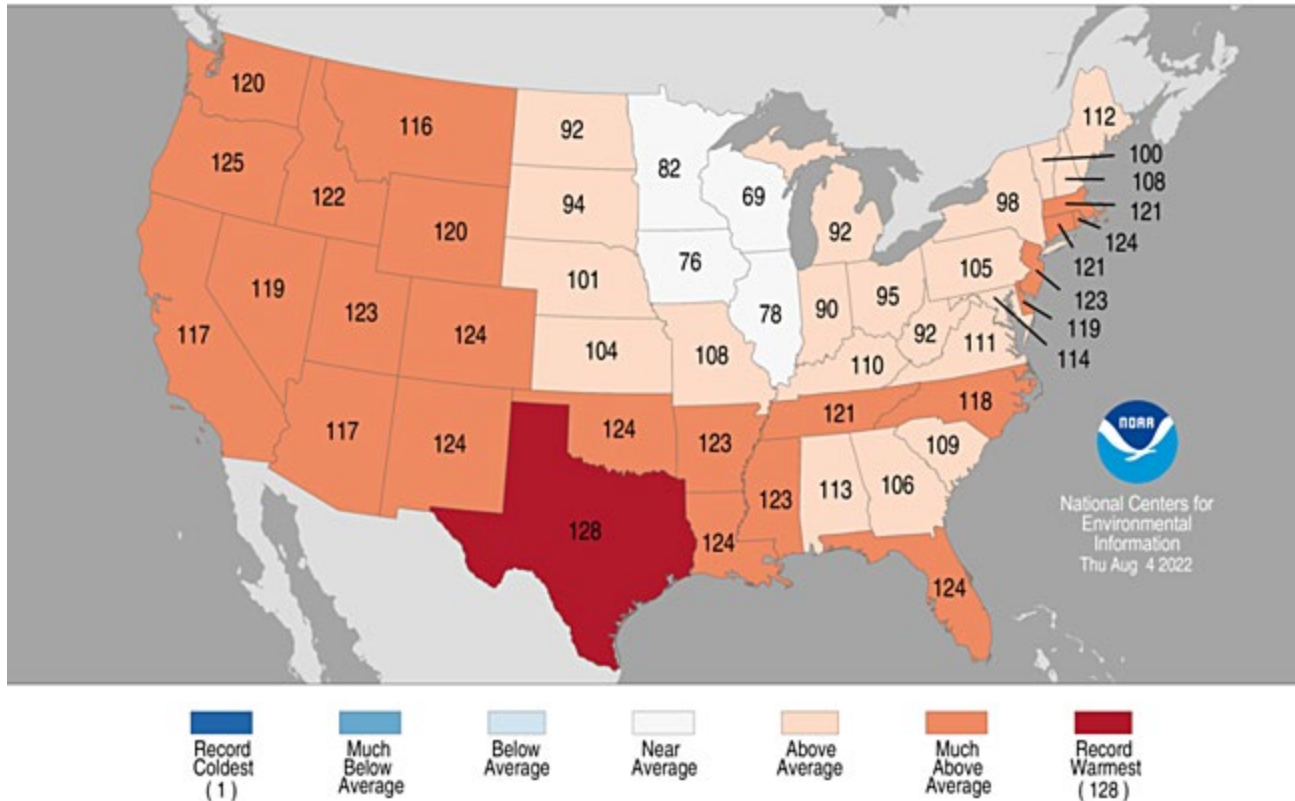 120
116
92
82
112
125
122
120
94
69
92
98
100
108
121
124
121
123
119
114
119
123
124
101
76
78
90
95
105
92
111
117
104
108
110
117
124
124
123
121
118
128
124
123
113
106
109
124
NOAA
National Centers for
Environmental
Information
Thu Aug 4 2022
Record
Coldest
(1)
Much
Below
Average
Below
Average
Near
Average
Above
Average
Much
Above
Average
Record
Warmest
(128)